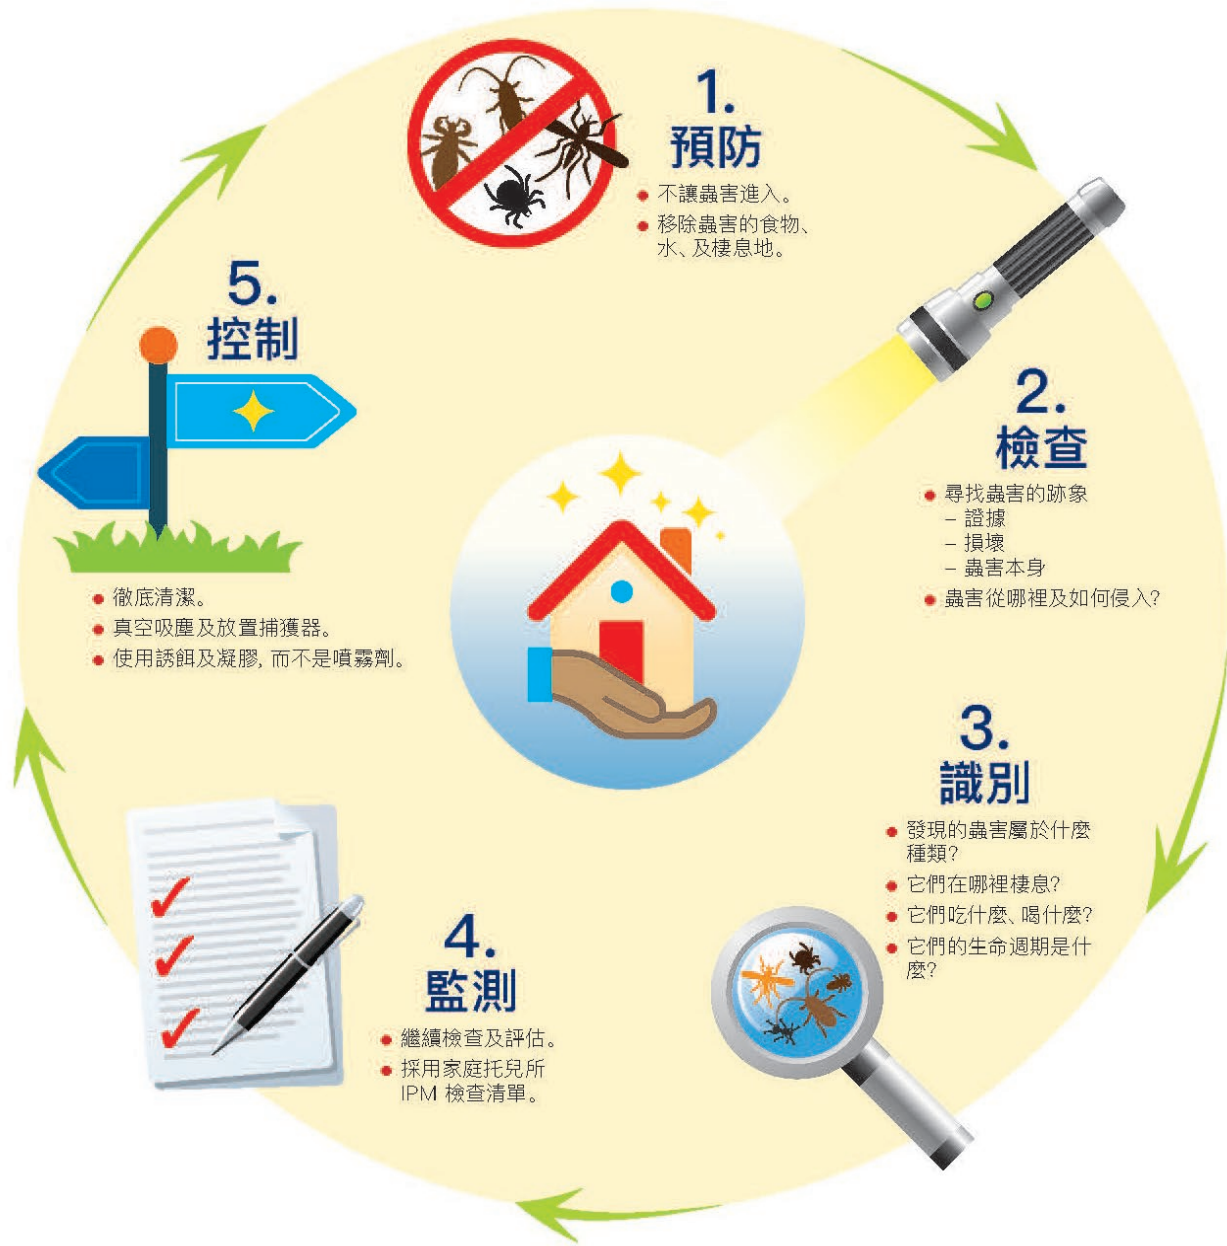 1.
預防
• 不讓蟲害進入。
• 移除蟲害的食物、
水、及棲息地。
2.
檢查
• 尋找蟲害的跡象
– 證據
– 損壞
– 蟲害本身
• 蟲害從哪裡及如何侵入?
3.
識別
• 發現的蟲害屬於什麼
種類?
• 它們在哪裡棲息?
• 它們吃什麼、喝什麼?
• 它們的生命週期是什
麼?
4.
監測
• 繼續檢查及評估。
• 採用家庭托兒所
IPM 檢查清單。
5.
控制
• 徹底清潔。
• 真空吸塵及放置捕獲器。
• 使用誘餌及凝膠, 而不是噴霧劑。